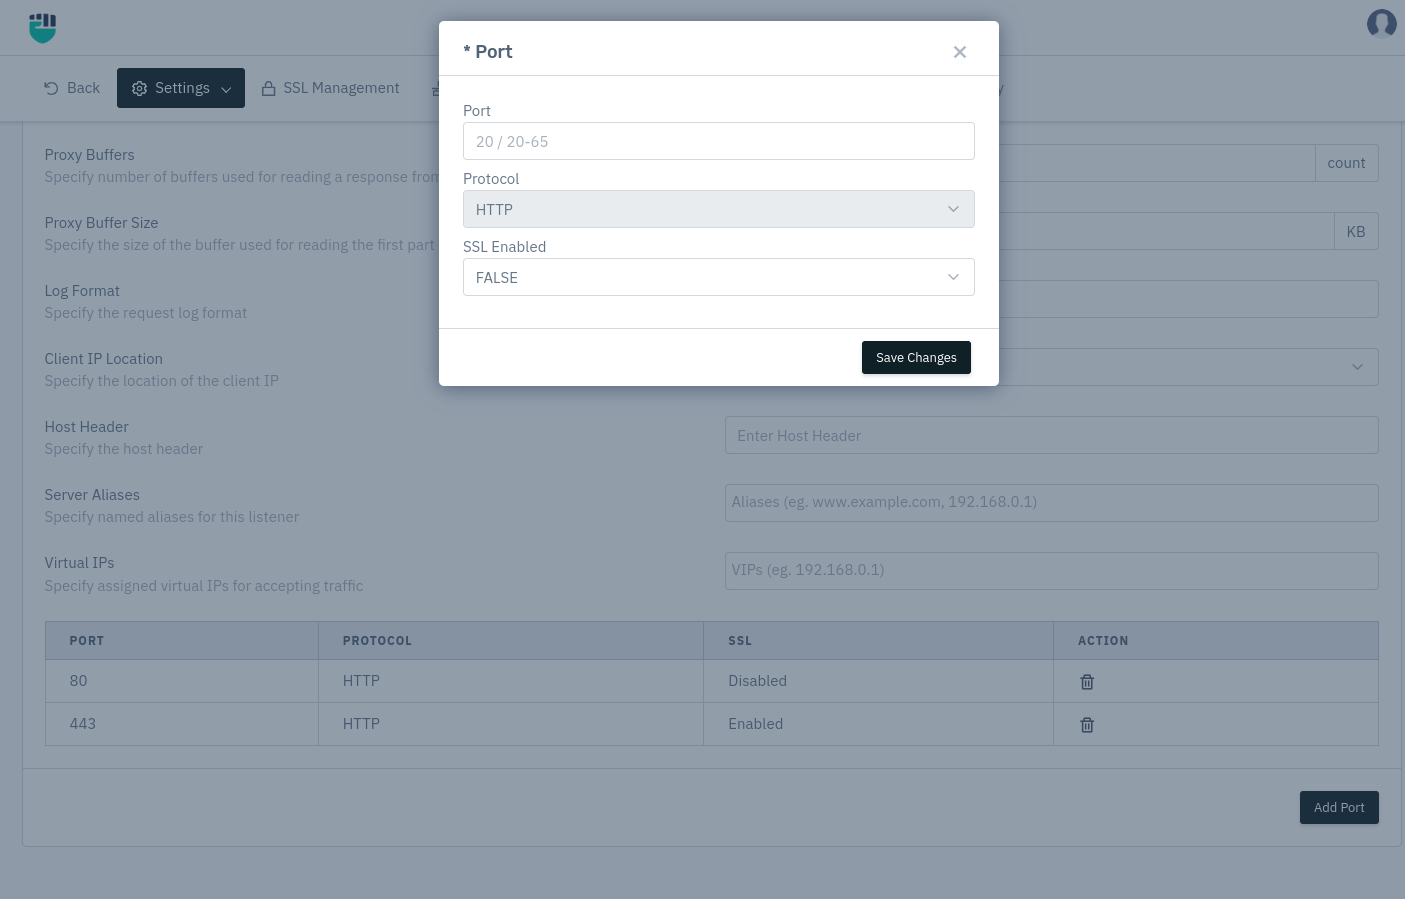 * Port
Back
Settings
SSL Management
Port
20 / 20-65
Protocol
HTTP
SSL Enabled
FALSE
Save Changes
Proxy Buffers
Specify number of buffers used for reading a response from
count
Proxy Buffer Size
Specify the size of the buffer used for reading the first part
KB
Log Format
Specify the request log format
Client IP Location
Specify the location of the client IP
Host Header
Specify the host header
Enter Host Header
Server Aliases
Specify named aliases for this listener
Aliases (eg. www.example.com, 192.168.0.1)
Virtual IPs
Specify assigned virtual IPs for accepting traffic
VIPs (eg. 192.168.0.1)
PORT PROTOCOL SSL ACTION
80 HTTP Disabled
443 HTTP Enabled
Add Port